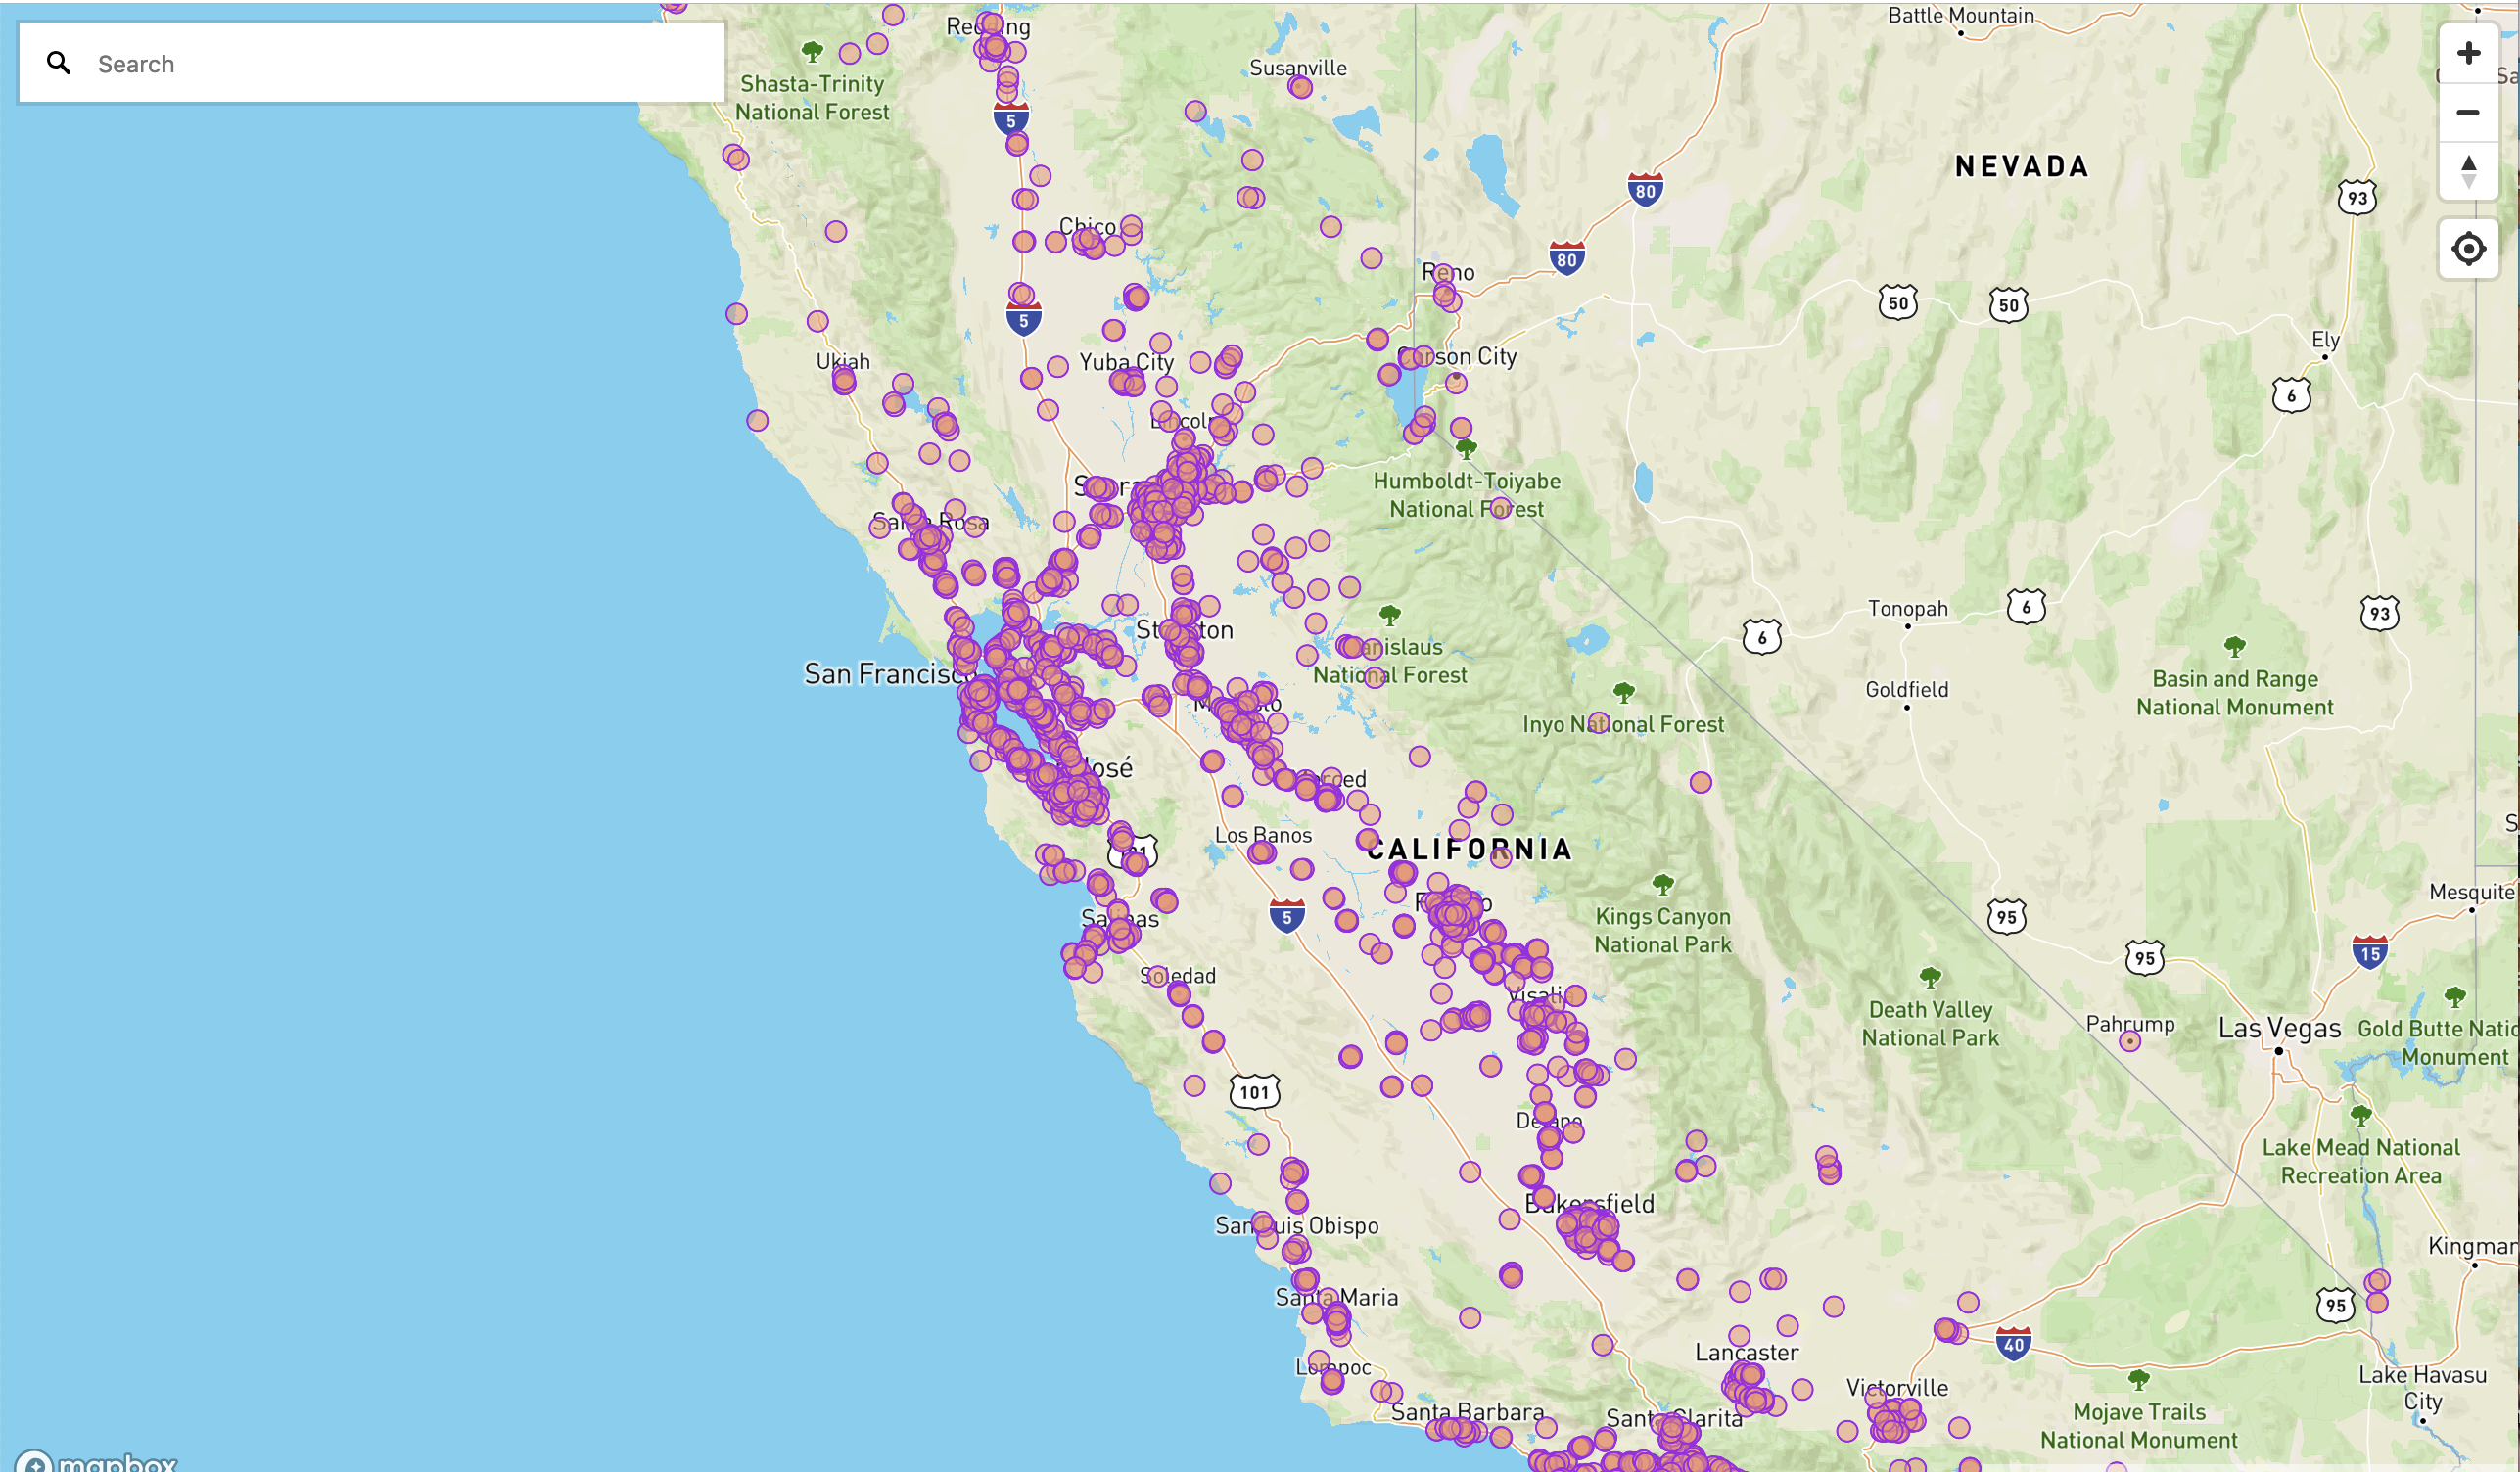 Search
Redding
Battle Mountain
Susanville
Shasta-Trinity
National Forest
5
NEVADA
80
93
Chico
80
Reno
50
50
5
Ely
Ukiah
Yuba City
Carson City
6
Lincoln
Humboldt-Toiyabe
National Forest
Santa Rosa
Stockton
Tonopah
6
93
6
Stanislaus
National Forest
San Francisco
Goldfield
Basin and Range
National Monument
Modesto
Inyo National Forest
José
Merced
Los Banos
CALIFORNIA
101
Mesquite
Fresno
Kings Canyon
National Park
5
95
Salinas
95
15
Soledad
Visalia
Death Valley
National Park
Pahrump
Las Vegas
Gold Butte Natio
Monument
101
Delano
Lake Mead National
Recreation Area
Bakersfield
San Luis Obispo
Kingman
Santa Maria
95
40
Lancaster
Lompoc
Victorville
Lake Havasu
City
Santa Barbara
Santa Clarita
Mojave Trails
National Monument
mapbox